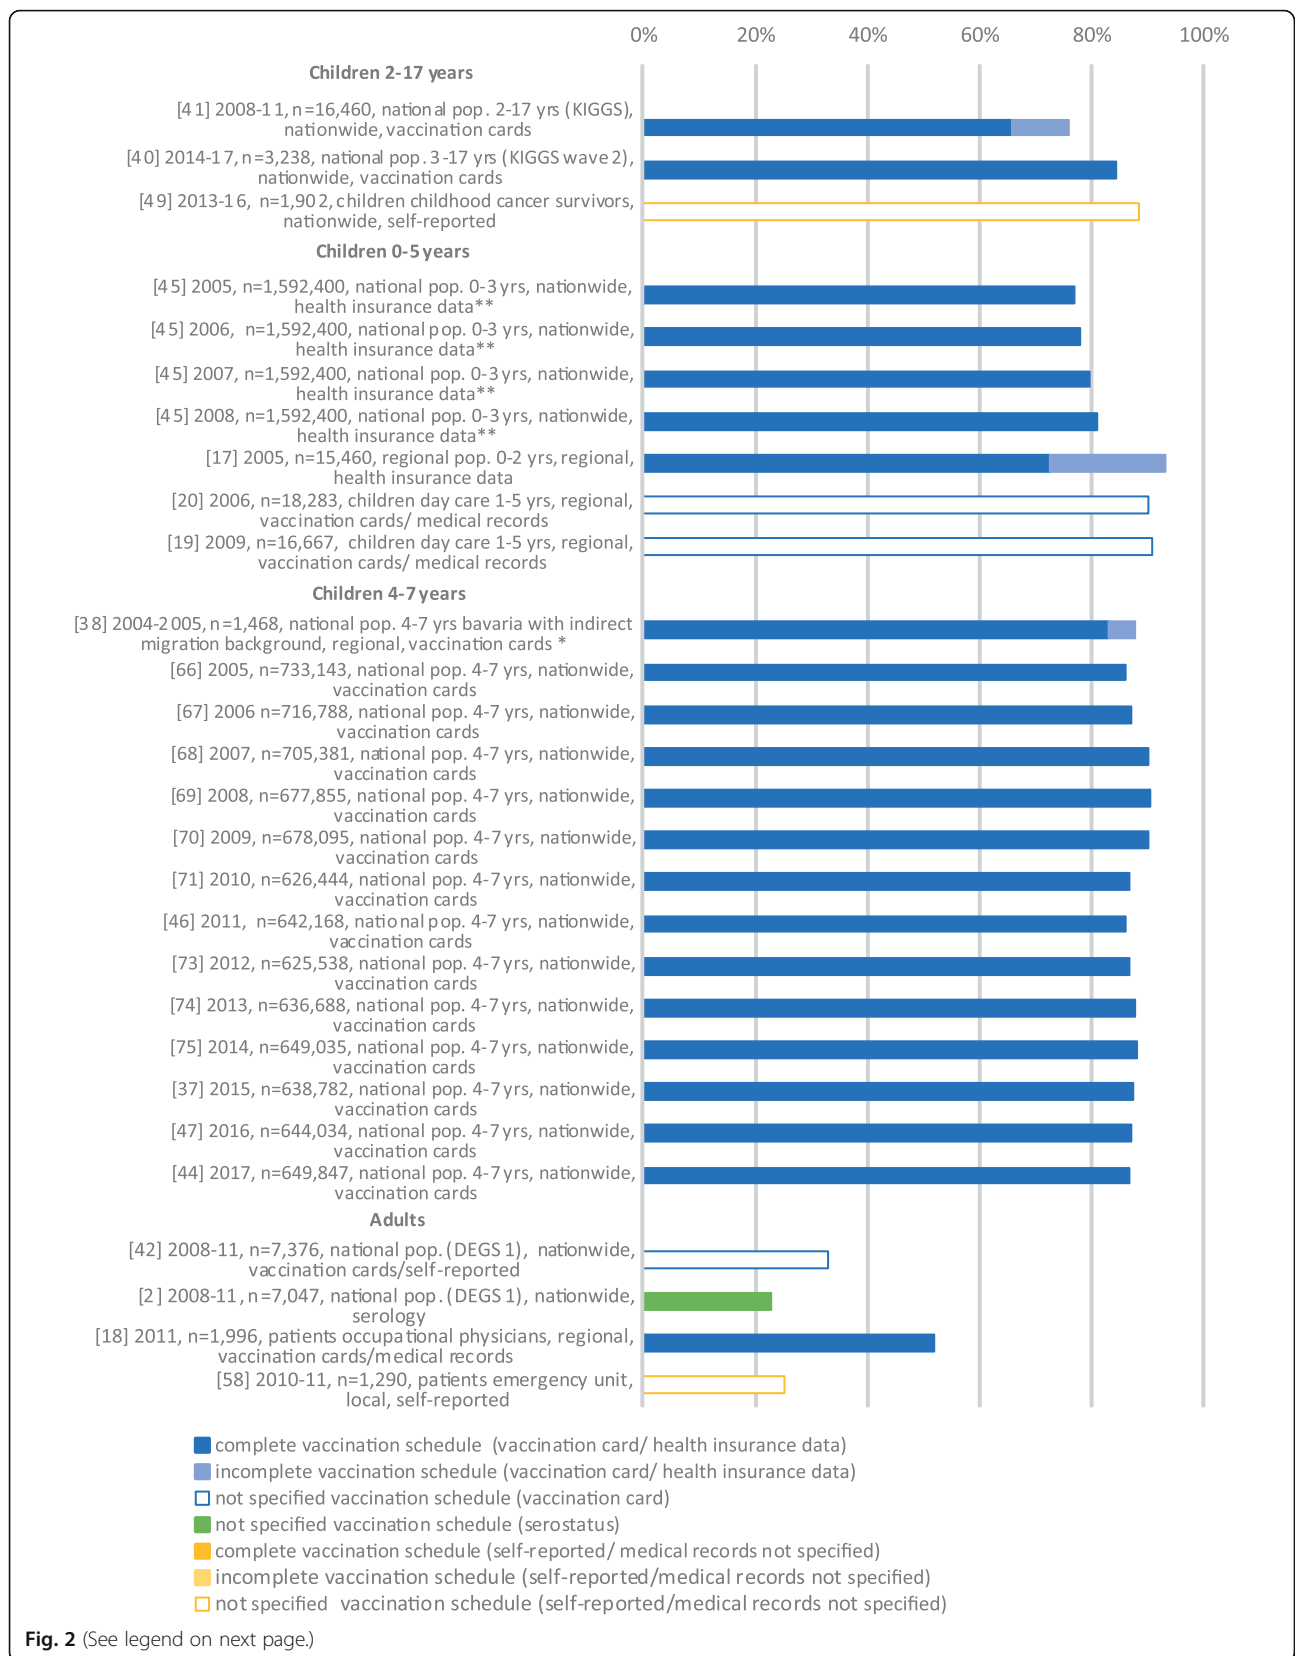 0% 20% 40% 60% 80% 100%
Children 2-17 years
[41] 2008-11, n=16,460, national pop. 2-17 yrs (KIGGS),
nationwide, vaccination cards
[40] 2014-17, n=3,238, national pop. 3-17 yrs (KIGGS wave 2),
nationwide, vaccination cards
[49] 2013-16, n=1,902, children childhood cancer survivors,
nationwide, self-reported
Children 0-5 years
[45] 2005, n=1,592,400, national pop. 0-3 yrs, nationwide,
health insurance data**
[45] 2006, n=1,592,400, national pop. 0-3 yrs, nationwide,
health insurance data**
[45] 2007, n=1,592,400, national pop. 0-3 yrs, nationwide,
health insurance data**
[45] 2008, n=1,592,400, national pop. 0-3 yrs, nationwide,
health insurance data**
[17] 2005, n=15,460, regional pop. 0-2 yrs, regional,
health insurance data
[20] 2006, n=18,283, children day care 1-5 yrs, regional,
vaccination cards/ medical records
[19] 2009, n=16,667, children day care 1-5 yrs, regional,
vaccination cards/ medical records
Children 4-7 years
[38] 2004-2005, n=1,468, national pop. 4-7 yrs bavaria with indirect
migration background, regional, vaccination cards *
[66] 2005, n=733,143, national pop. 4-7 yrs, nationwide,
vaccination cards
[67] 2006 n=716,788, national pop. 4-7 yrs, nationwide,
vaccination cards
[68] 2007, n=705,381, national pop. 4-7 yrs, nationwide,
vaccination cards
[69] 2008, n=677,855, national pop. 4-7 yrs, nationwide,
vaccination cards
[70] 2009, n=678,095, national pop. 4-7 yrs, nationwide,
vaccination cards
[71] 2010, n=626,444, national pop. 4-7 yrs, nationwide,
vaccination cards
[46] 2011, n=642,168, national pop. 4-7 yrs, nationwide,
vaccination cards
[73] 2012, n=625,538, national pop. 4-7 yrs, nationwide,
vaccination cards
[74] 2013, n=636,688, national pop. 4-7 yrs, nationwide,
vaccination cards
[75] 2014, n=649,035, national pop. 4-7 yrs, nationwide,
vaccination cards
[37] 2015, n=638,782, national pop. 4-7 yrs, nationwide,
vaccination cards
[47] 2016, n=644,034, national pop. 4-7 yrs, nationwide,
vaccination cards
[44] 2017, n=649,847, national pop. 4-7 yrs, nationwide,
vaccination cards
Adults
[42] 2008-11, n=7,376, national pop. (DEGS 1), nationwide,
vaccination cards/self-reported
[2] 2008-11, n=7,047, national pop. (DEGS 1), nationwide,
serology
[18] 2011, n=1,996, patients occupational physicians, regional,
vaccination cards/medical records
[58] 2010-11, n=1,290, patients emergency unit,
local, self-reported
complete vaccination schedule (vaccination card/ health insurance data)
incomplete vaccination schedule (vaccination card/ health insurance data)
not specified vaccination schedule (vaccination card)
not specified vaccination schedule (serostatus)
complete vaccination schedule (self-reported/ medical records not specified)
incomplete vaccination schedule (self-reported/medical records not specified)
not specified vaccination schedule (self-reported/medical records not specified)
Fig. 2 (See legend on next page.)